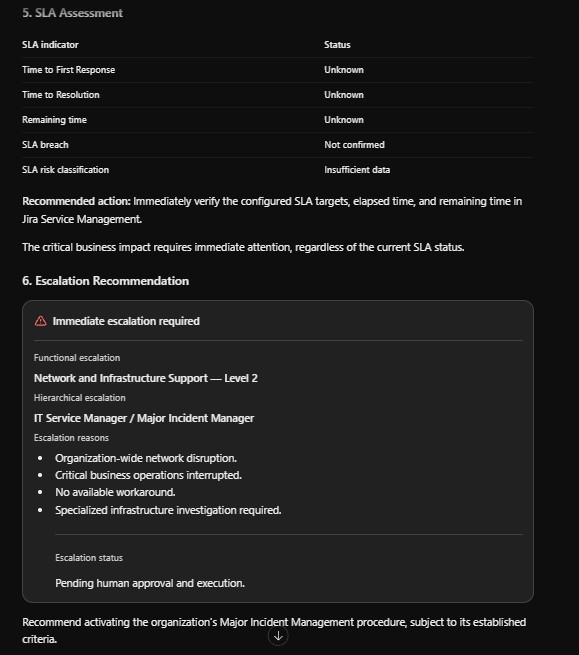 5. SLA Assessment
SLA indicator Status
Time to First Response Unknown
Time to Resolution Unknown
Remaining time Unknown
SLA breach Not confirmed
SLA risk classification Insufficient data
Recommended action: Immediately verify the configured SLA targets, elapsed time, and remaining time in
Jira Service Management.
The critical business impact requires immediate attention, regardless of the current SLA status.
6. Escalation Recommendation
Immediate escalation required
Functional escalation
Network and Infrastructure Support — Level 2
Hierarchical escalation
IT Service Manager / Major Incident Manager
Escalation reasons
• Organization-wide network disruption.
• Critical business operations interrupted.
• No available workaround.
• Specialized infrastructure investigation required.
Escalation status
Pending human approval and execution.
Recommend activating the organization's Major Incident Management procedure, subject to its established
criteria.